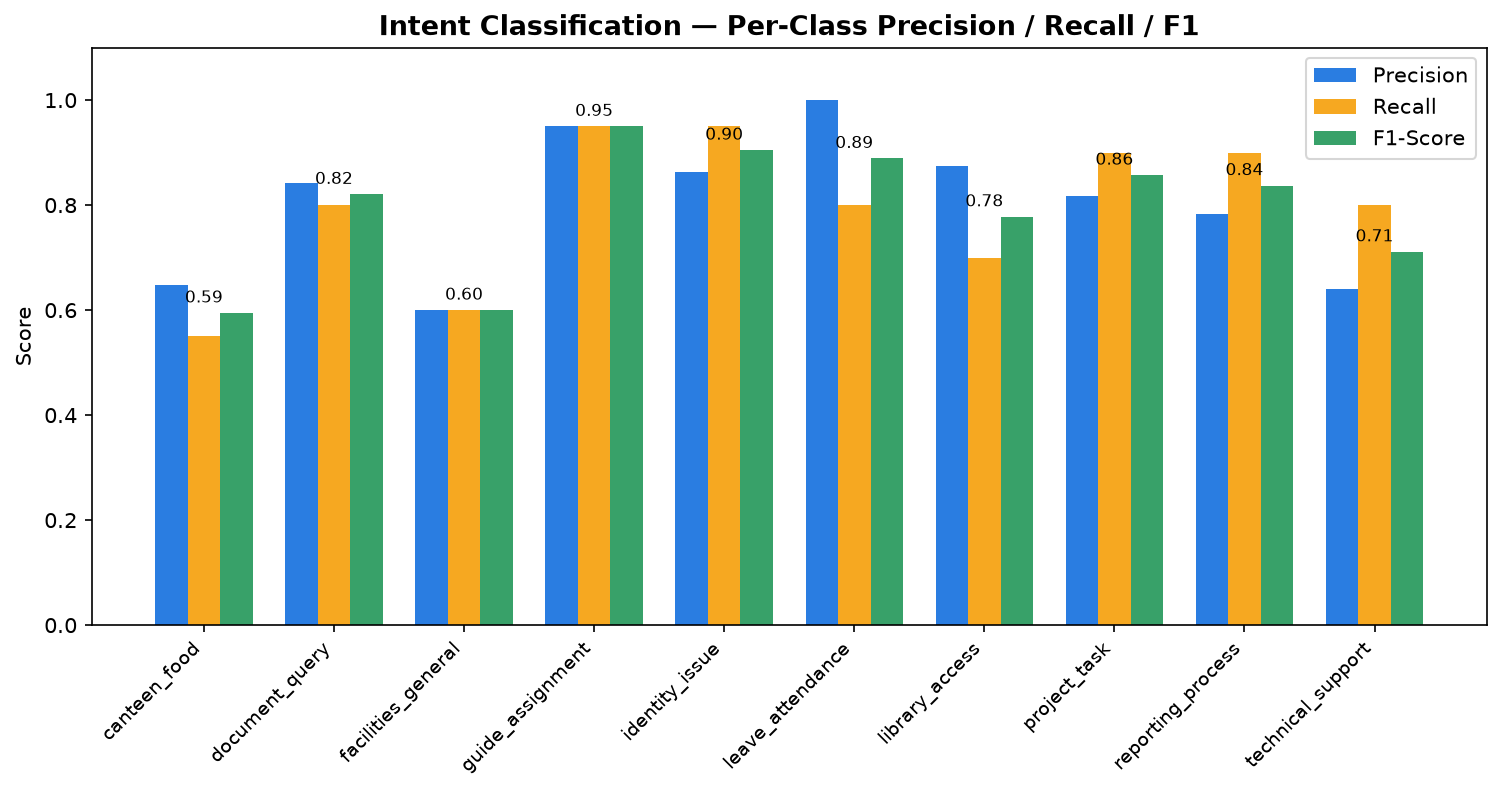 Intent Classification — Per-Class Precision / Recall / F1
Precision
Recall
F1-Score
Score
1.0
0.8
0.6
0.4
0.2
0.0
0.59
0.82
0.60
0.95
0.90
0.89
0.78
0.86
0.84
0.71
canteen_food
document_query
facilities_general
guide_assignment
identity_issue
leave_attendance
library_access
project_task
reporting_process
technical_support